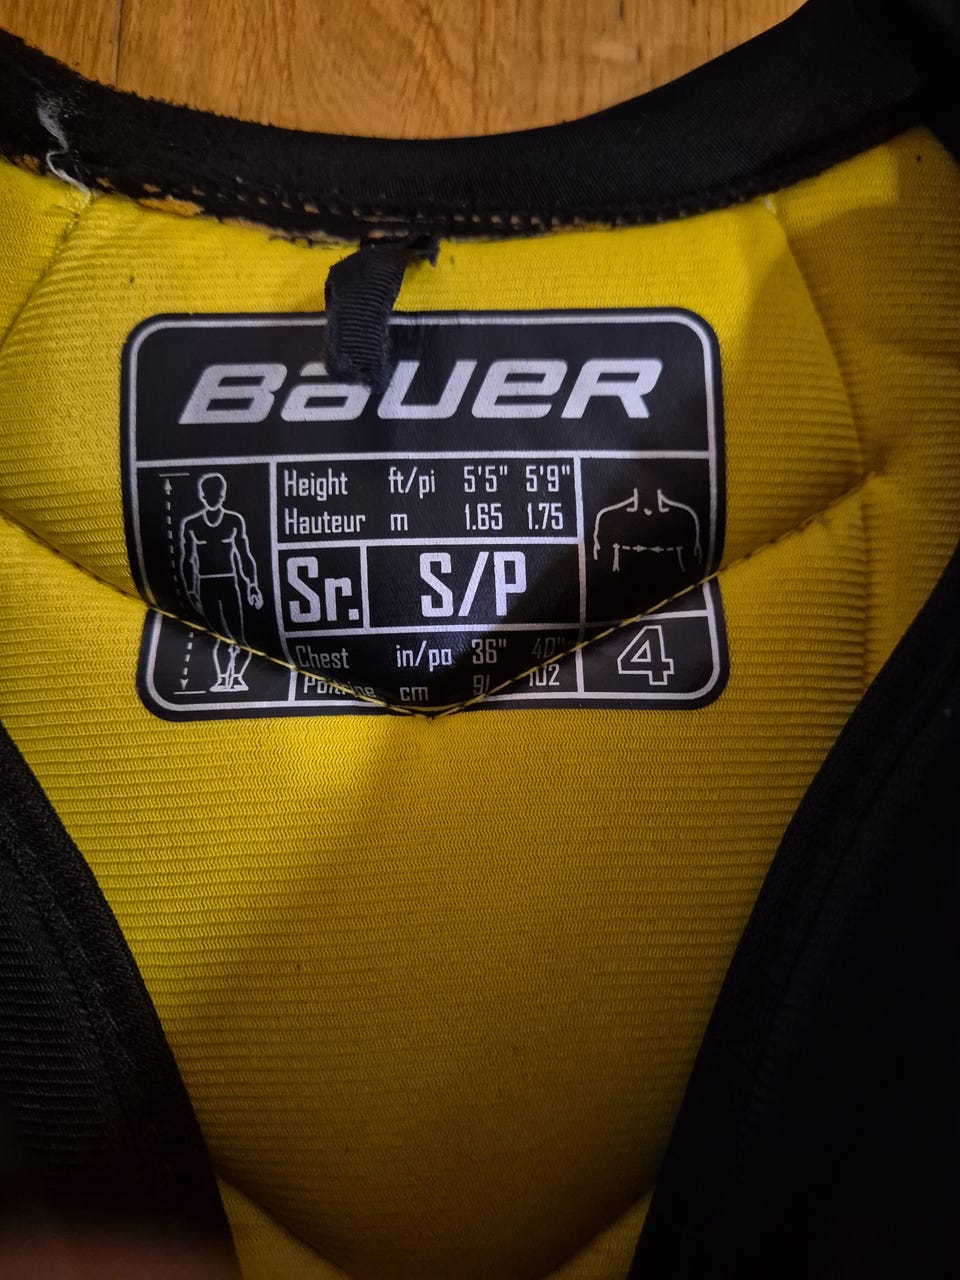 BAUER
Height ft/pi 5'5" 5'9"
Hauteur m 1.65 1.75
Sr. S/P
Chest in/po 36" 40"
Poitrine cm 91 102
4